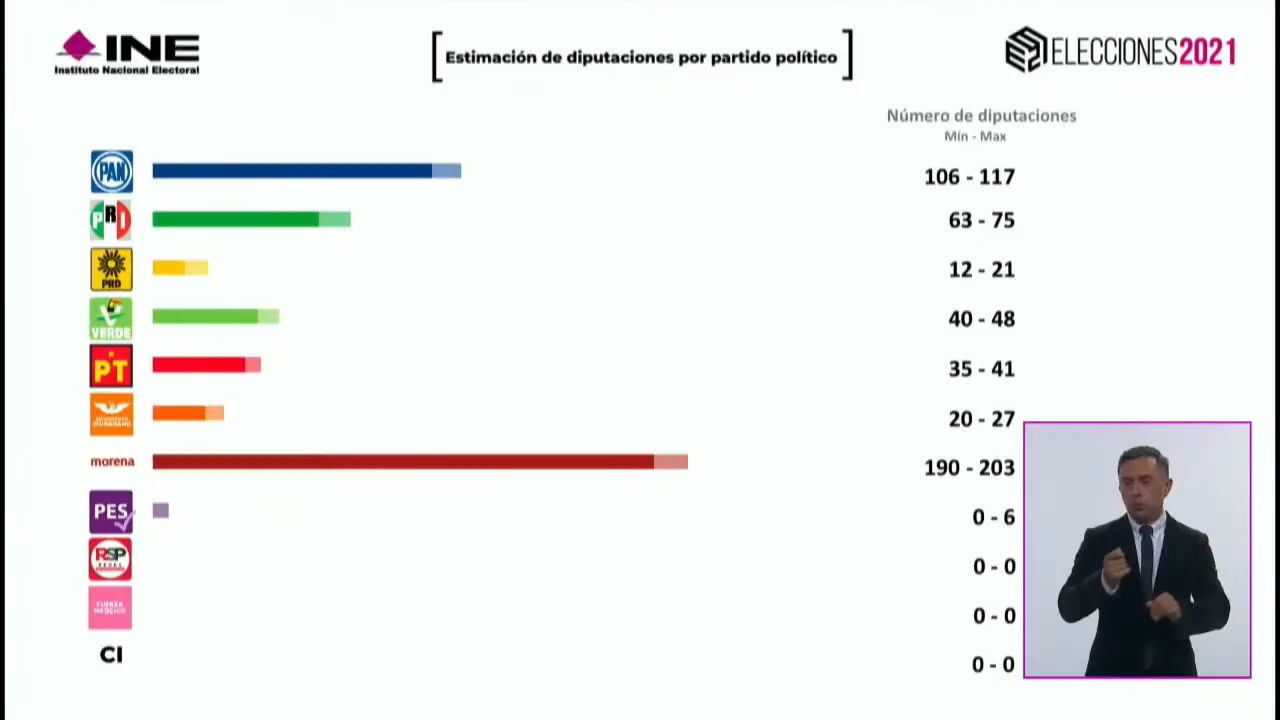 INE
Instituto Nacional Electoral
Estimación de diputaciones por partido político
ELECCIONES2021
Número de diputaciones
Mín - Max
PAN
106 - 117
PRI
63 - 75
PRD
12 - 21
VERDE
40 - 48
PT
35 - 41
MOVIMIENTO
CIUDADANO
20 - 27
morena
190 - 203
PES
0 - 6
RSP
0 - 0
FUERZA
MEXICO
0 - 0
CI
0 - 0